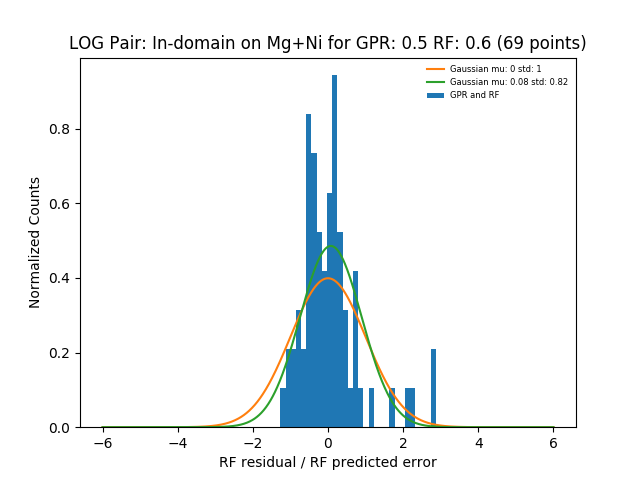 LOG Pair: In-domain on Mg+Ni for GPR: 0.5 RF: 0.6 (69 points)
Gaussian mu: 0 std: 1
Gaussian mu: 0.08 std: 0.82
GPR and RF
Normalized Counts
0.8
0.6
0.4
0.2
0.0
−6 −4 −2 0 2 4 6
RF residual / RF predicted error